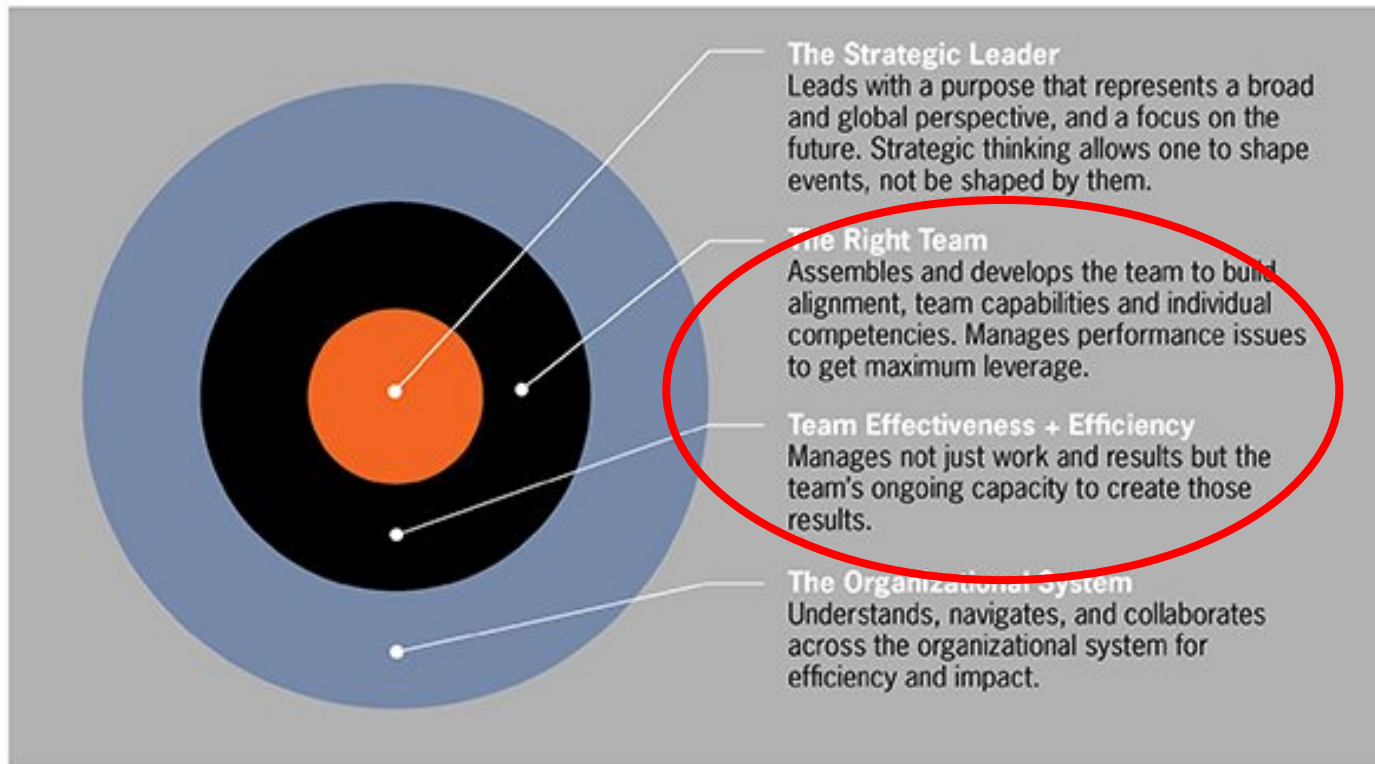 The Strategic Leader
Leads with a purpose that represents a broad
and global perspective, and a focus on the
future. Strategic thinking allows one to shape
events, not be shaped by them.
The Right Team
Assembles and develops the team to build
alignment, team capabilities and individual
competencies. Manages performance issues
to get maximum leverage.
Team Effectiveness + Efficiency
Manages not just work and results but the
team's ongoing capacity to create those
results.
The Organizational System
Understands, navigates, and collaborates
across the organizational system for
efficiency and impact.